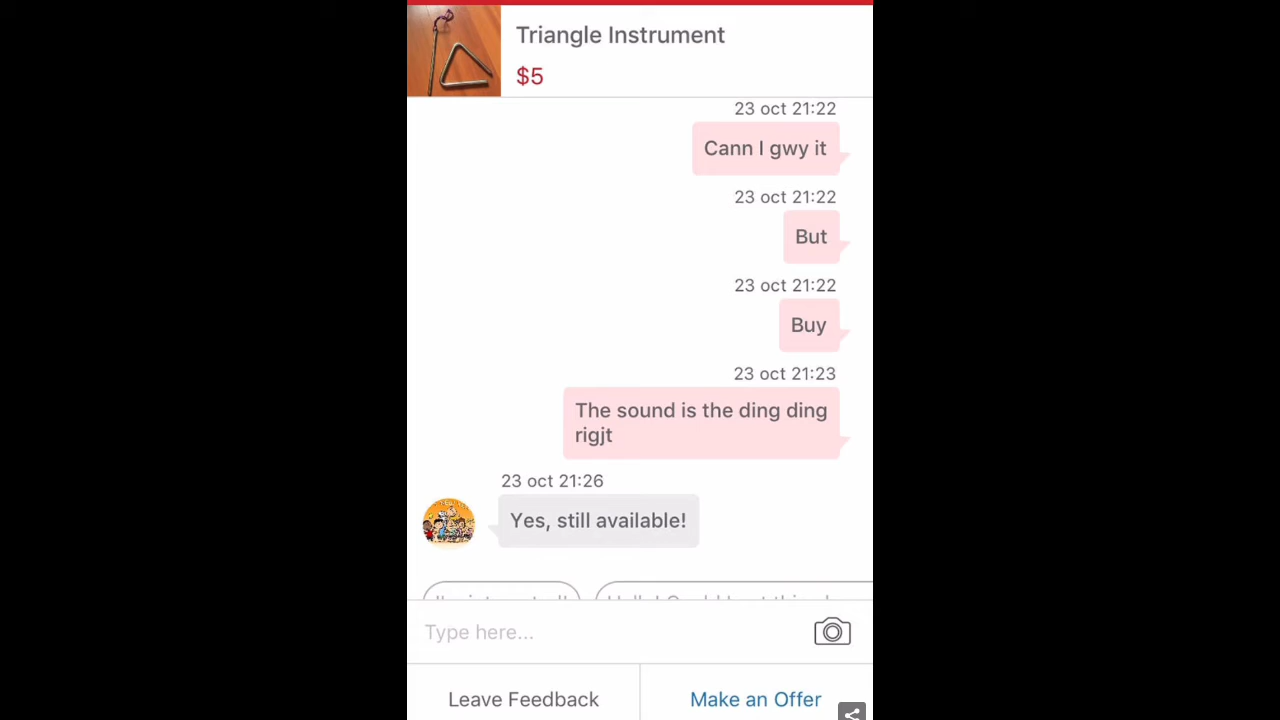 Triangle Instrument
$5
23 oct 21:22
Cann I gwy it
23 oct 21:22
But
23 oct 21:22
Buy
23 oct 21:23
The sound is the ding ding
rigjt
23 oct 21:26
Yes, still available!
Type here...
Leave Feedback
Make an Offer